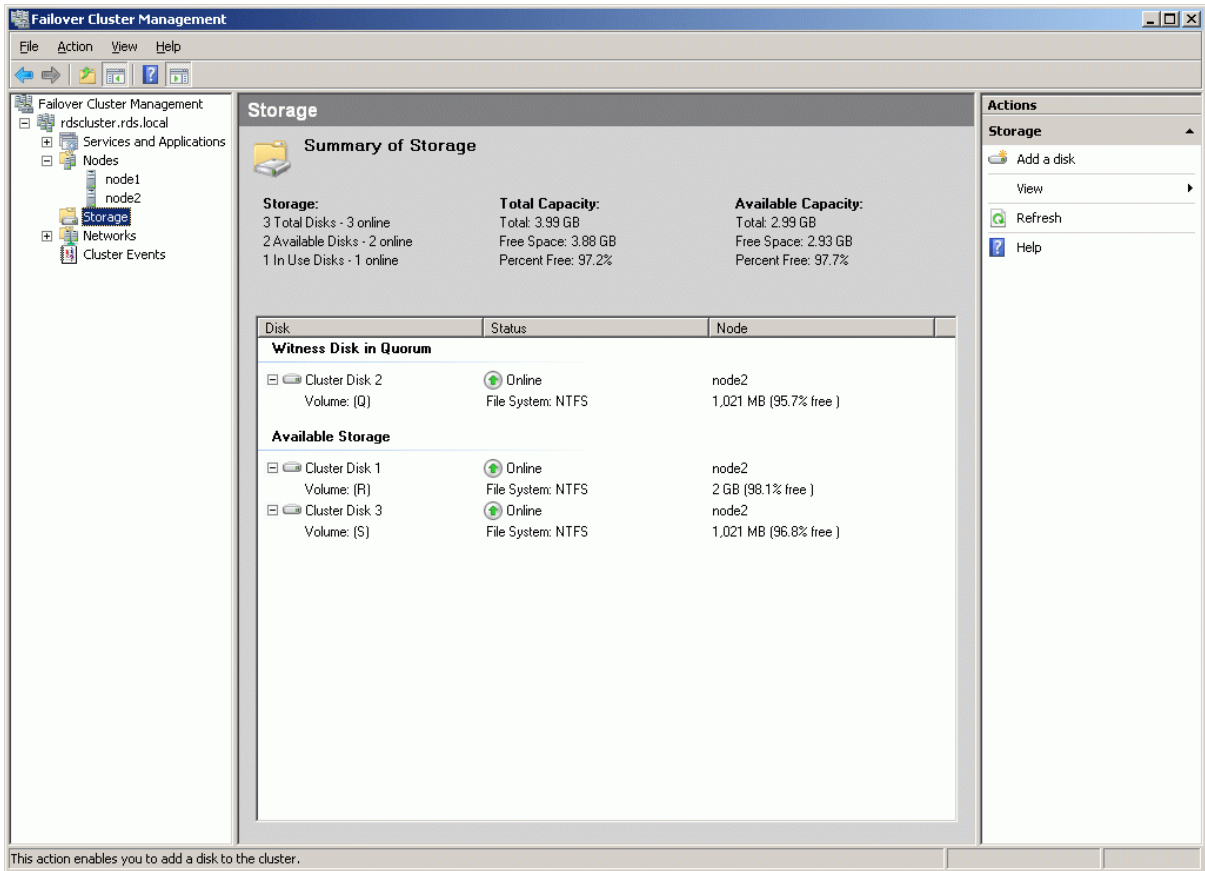 Failover Cluster Management
File Action View Help
Failover Cluster Management
rdscluster.rds.local
Services and Applications
Nodes
node1
node2
Storage
Networks
Cluster Events
Storage
Summary of Storage
Storage: Total Capacity: Available Capacity:
3 Total Disks - 3 online Total: 3.99 GB Total: 2.99 GB
2 Available Disks - 2 online Free Space: 3.88 GB Free Space: 2.93 GB
1 In Use Disks - 1 online Percent Free: 97.2% Percent Free: 97.7%
Disk Status Node
Witness Disk in Quorum
Cluster Disk 2 Online node2
Volume: (Q) File System: NTFS 1,021 MB (95.7% free )
Available Storage
Cluster Disk 1 Online node2
Volume: (R) File System: NTFS 2 GB (98.1% free )
Cluster Disk 3 Online node2
Volume: (S) File System: NTFS 1,021 MB (96.8% free )
Actions
Storage
Add a disk
View
Refresh
Help
This action enables you to add a disk to the cluster.